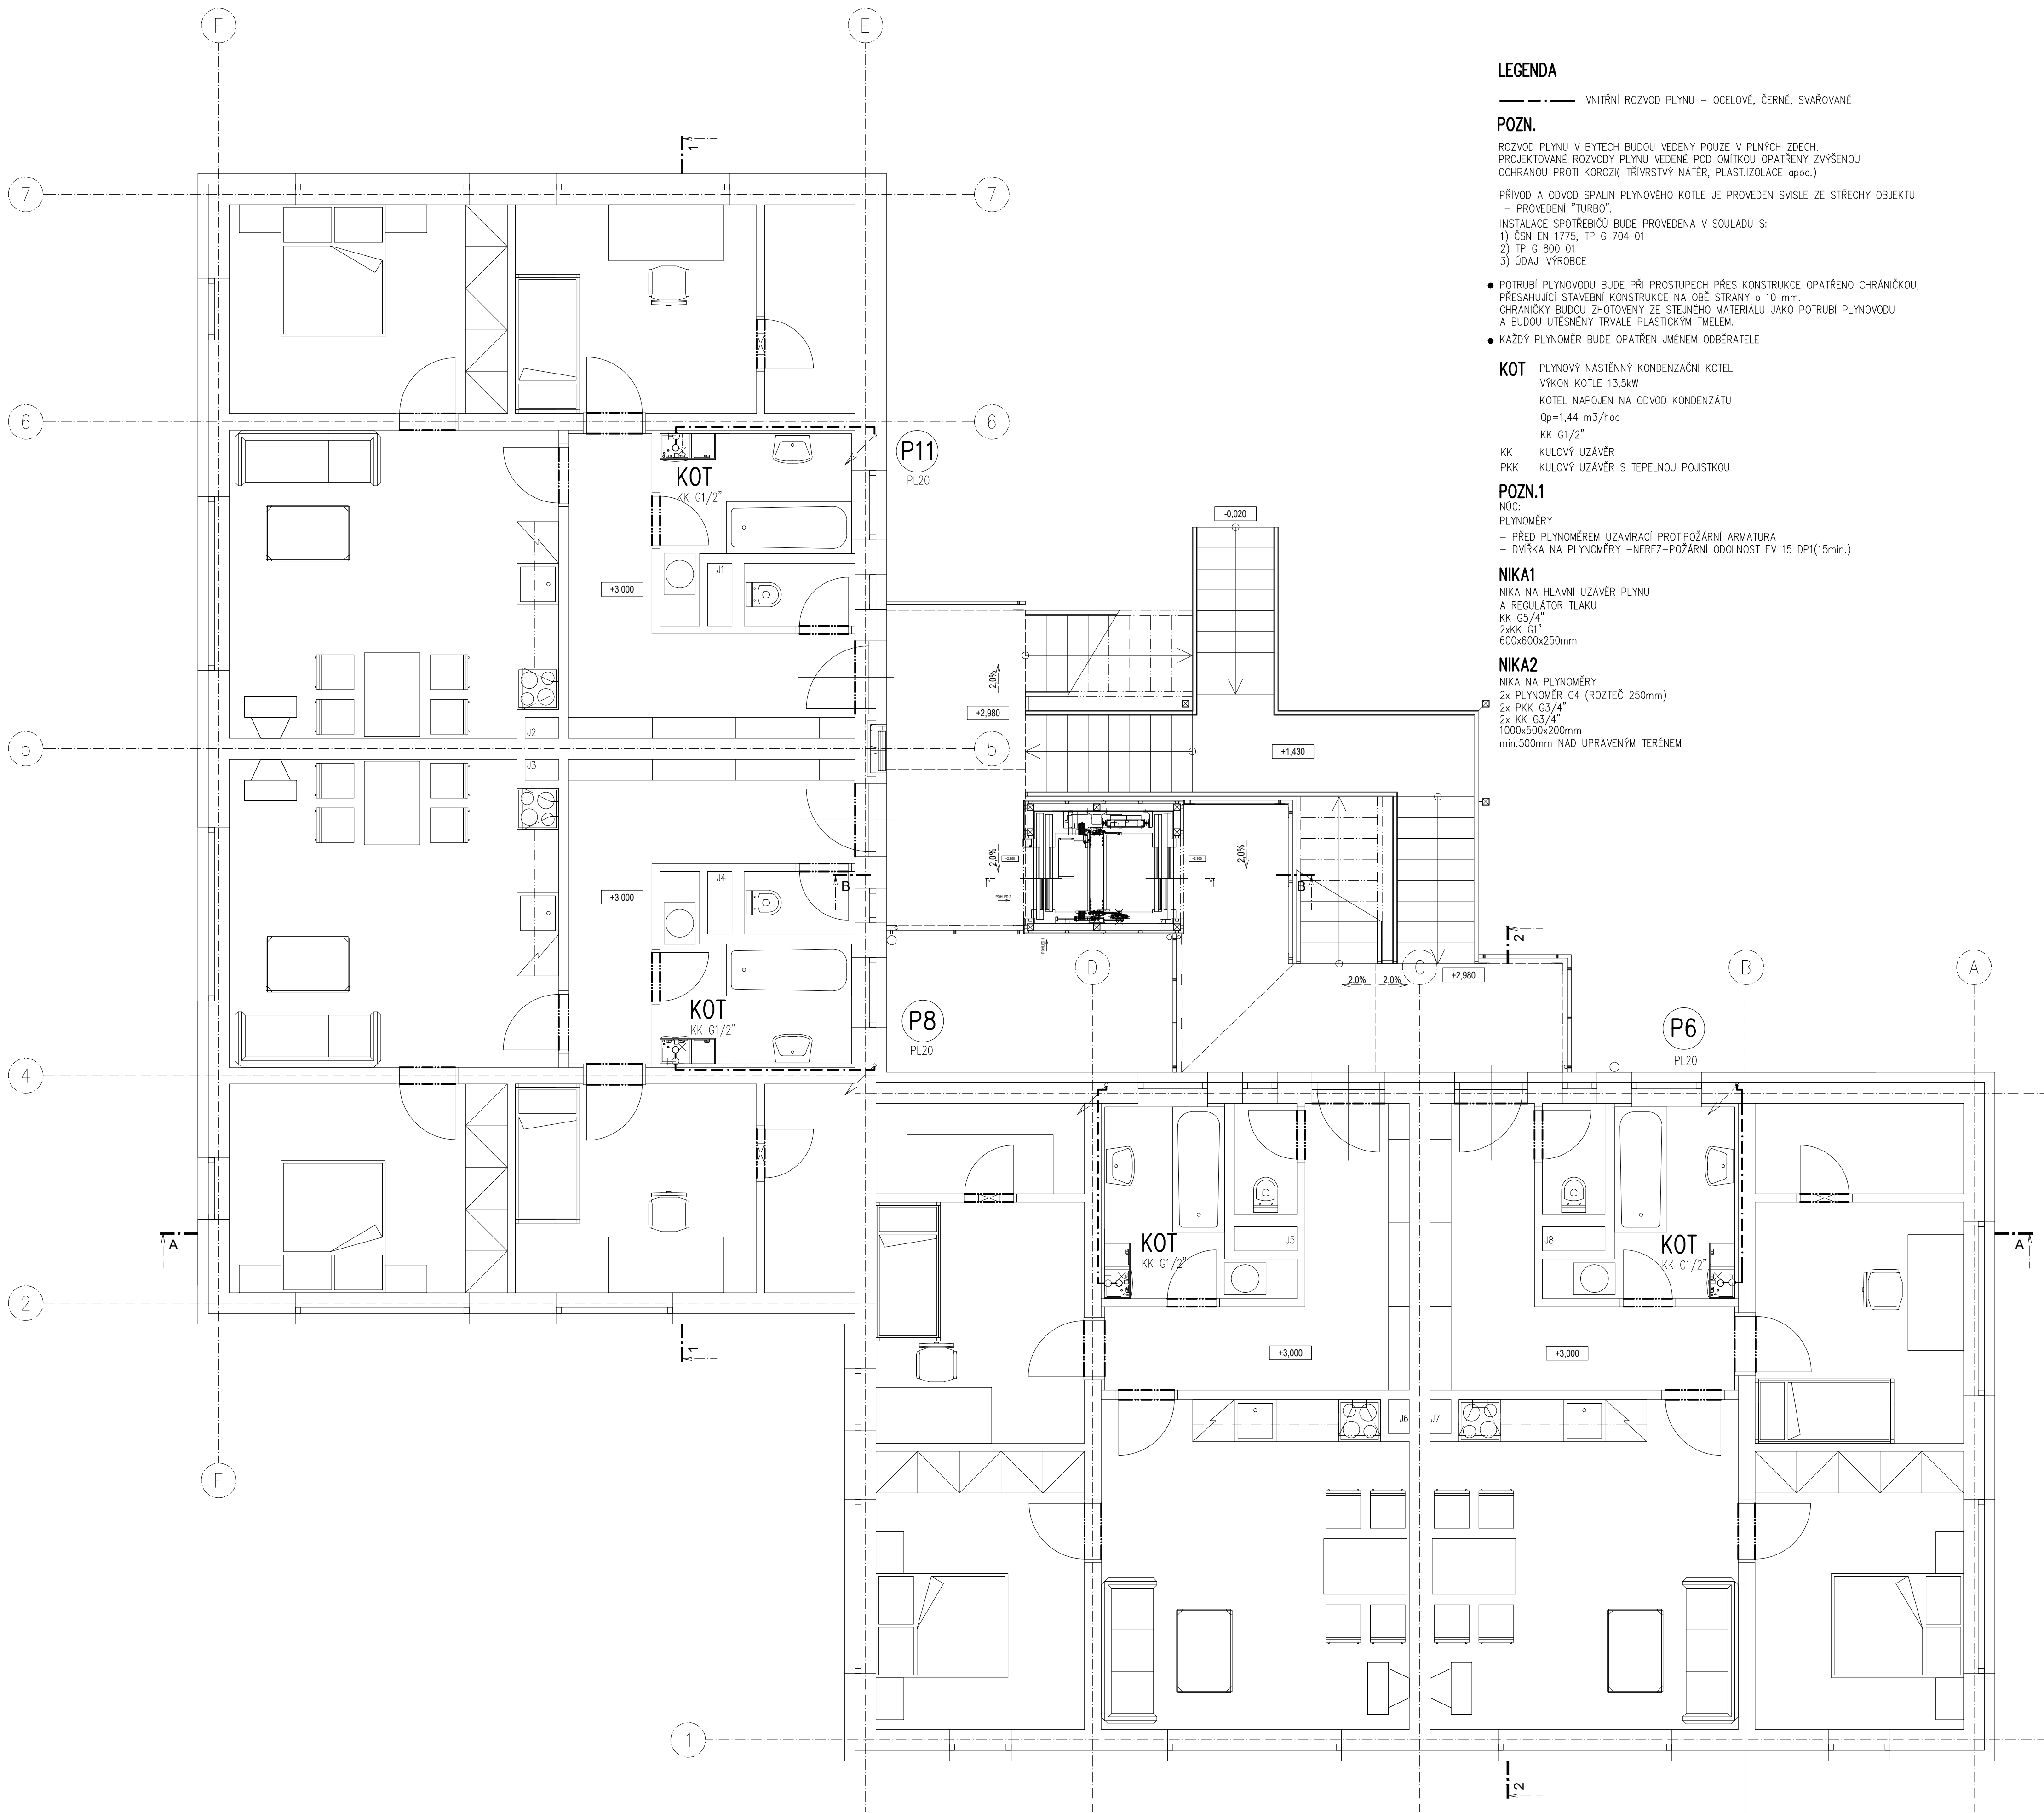 F
E
LEGENDA
VNITŘNÍ ROZVOD PLYNU – OCELOVÉ, ČERNÉ, SVAŘOVANÉ
POZN.
ROZVOD PLYNU V BYTECH BUDOU VEDENY POUZE V PLNÝCH ZDECH.
PROJEKTOVANÉ ROZVODY PLYNU VEDENÉ POD OMÍTKOU OPATŘENY ZVÝŠENOU
OCHRANOU PROTI KOROZI( TŘÍVRSTVÝ NÁTĚR, PLAST.IZOLACE apod.)
PŘÍVOD A ODVOD SPALIN PLYNOVÉHO KOTLE JE PROVEDEN SVISLE ZE STŘECHY OBJEKTU
– PROVEDENÍ "TURBO".
INSTALACE SPOTŘEBIČŮ BUDE PROVEDENA V SOULADU S:
1) ČSN EN 1775, TP G 704 01
2) TP G 800 01
3) ÚDAJI VÝROBCE
● POTRUBÍ PLYNOVODU BUDE PŘI PROSTUPECH PŘES KONSTRUKCE OPATŘENO CHRÁNIČKOU,
PŘESAHUJÍCÍ STAVEBNÍ KONSTRUKCE NA OBĚ STRANY o 10 mm.
CHRÁNIČKY BUDOU ZHOTOVENY ZE STEJNÉHO MATERIÁLU JAKO POTRUBÍ PLYNOVODU
A BUDOU UTĚSNĚNY TRVALE PLASTICKÝM TMELEM.
● KAŽDÝ PLYNOMĚR BUDE OPATŘEN JMÉNEM ODBĚRATELE
KOT PLYNOVÝ NÁSTĚNNÝ KONDENZAČNÍ KOTEL
VÝKON KOTLE 13,5kW
KOTEL NAPOJEN NA ODVOD KONDENZÁTU
Qp=1,44 m3/hod
KK G1/2"
KK KULOVÝ UZÁVĚR
PKK KULOVÝ UZÁVĚR S TEPELNOU POJISTKOU
POZN.1
NÚC:
PLYNOMĚRY
– PŘED PLYNOMĚREM UZAVÍRACÍ PROTIPOŽÁRNÍ ARMATURA
– DVÍŘKA NA PLYNOMĚRY –NEREZ–POŽÁRNÍ ODOLNOST EV 15 DP1(15min.)
NIKA1
NIKA NA HLAVNÍ UZÁVĚR PLYNU
A REGULÁTOR TLAKU
KK G5/4"
2xKK G1"
600x600x250mm
NIKA2
NIKA NA PLYNOMĚRY
2x PLYNOMĚR G4 (ROZTEČ 250mm)
2x PKK G3/4"
2x KK G3/4"
1000x500x200mm
min.500mm NAD UPRAVENÝM TERÉNEM
1
7
7
6
6
P11
PL20
KOT
KK G1/2"
J1
+3,000
-0,020
2,0%
+2,980
J2
5
5
+1,430
J3
2,0%
2,0%
POHLED 2
POHLED 1
J4
B
B
+3,000
KOT
KK G1/2"
P8
PL20
2
D
C
B
A
2,0%
2,0%
+2,980
P6
PL20
4
A
A
KOT
KK G1/2"
J5
J8
KOT
KK G1/2"
2
1
+3,000
+3,000
J6
J7
F
1
2